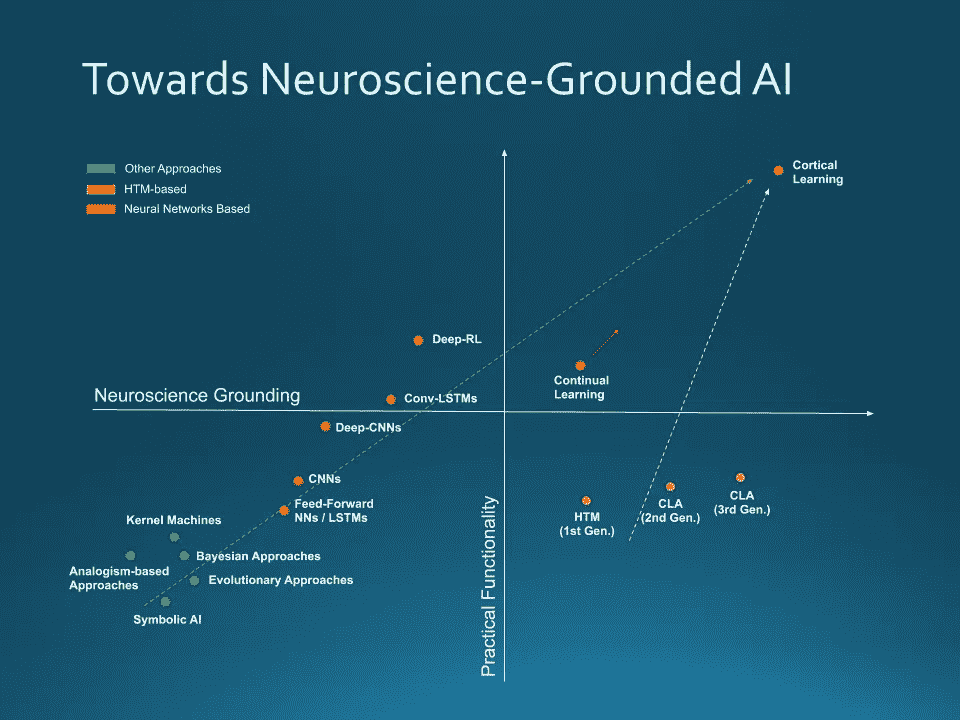 Towards Neuroscience-Grounded AI
Other Approaches
HTM-based
Neural Networks Based
Cortical
Learning
Deep-RL
Continual
Learning
Neuroscience Grounding
Conv-LSTMs
Deep-CNNs
CNNs
Feed-Forward
NNs / LSTMs
HTM
(1st Gen.)
CLA
(2nd Gen.)
CLA
(3rd Gen.)
Kernel Machines
Bayesian Approaches
Analogism-based
Approaches
Evolutionary Approaches
Symbolic AI
Practical Functionality